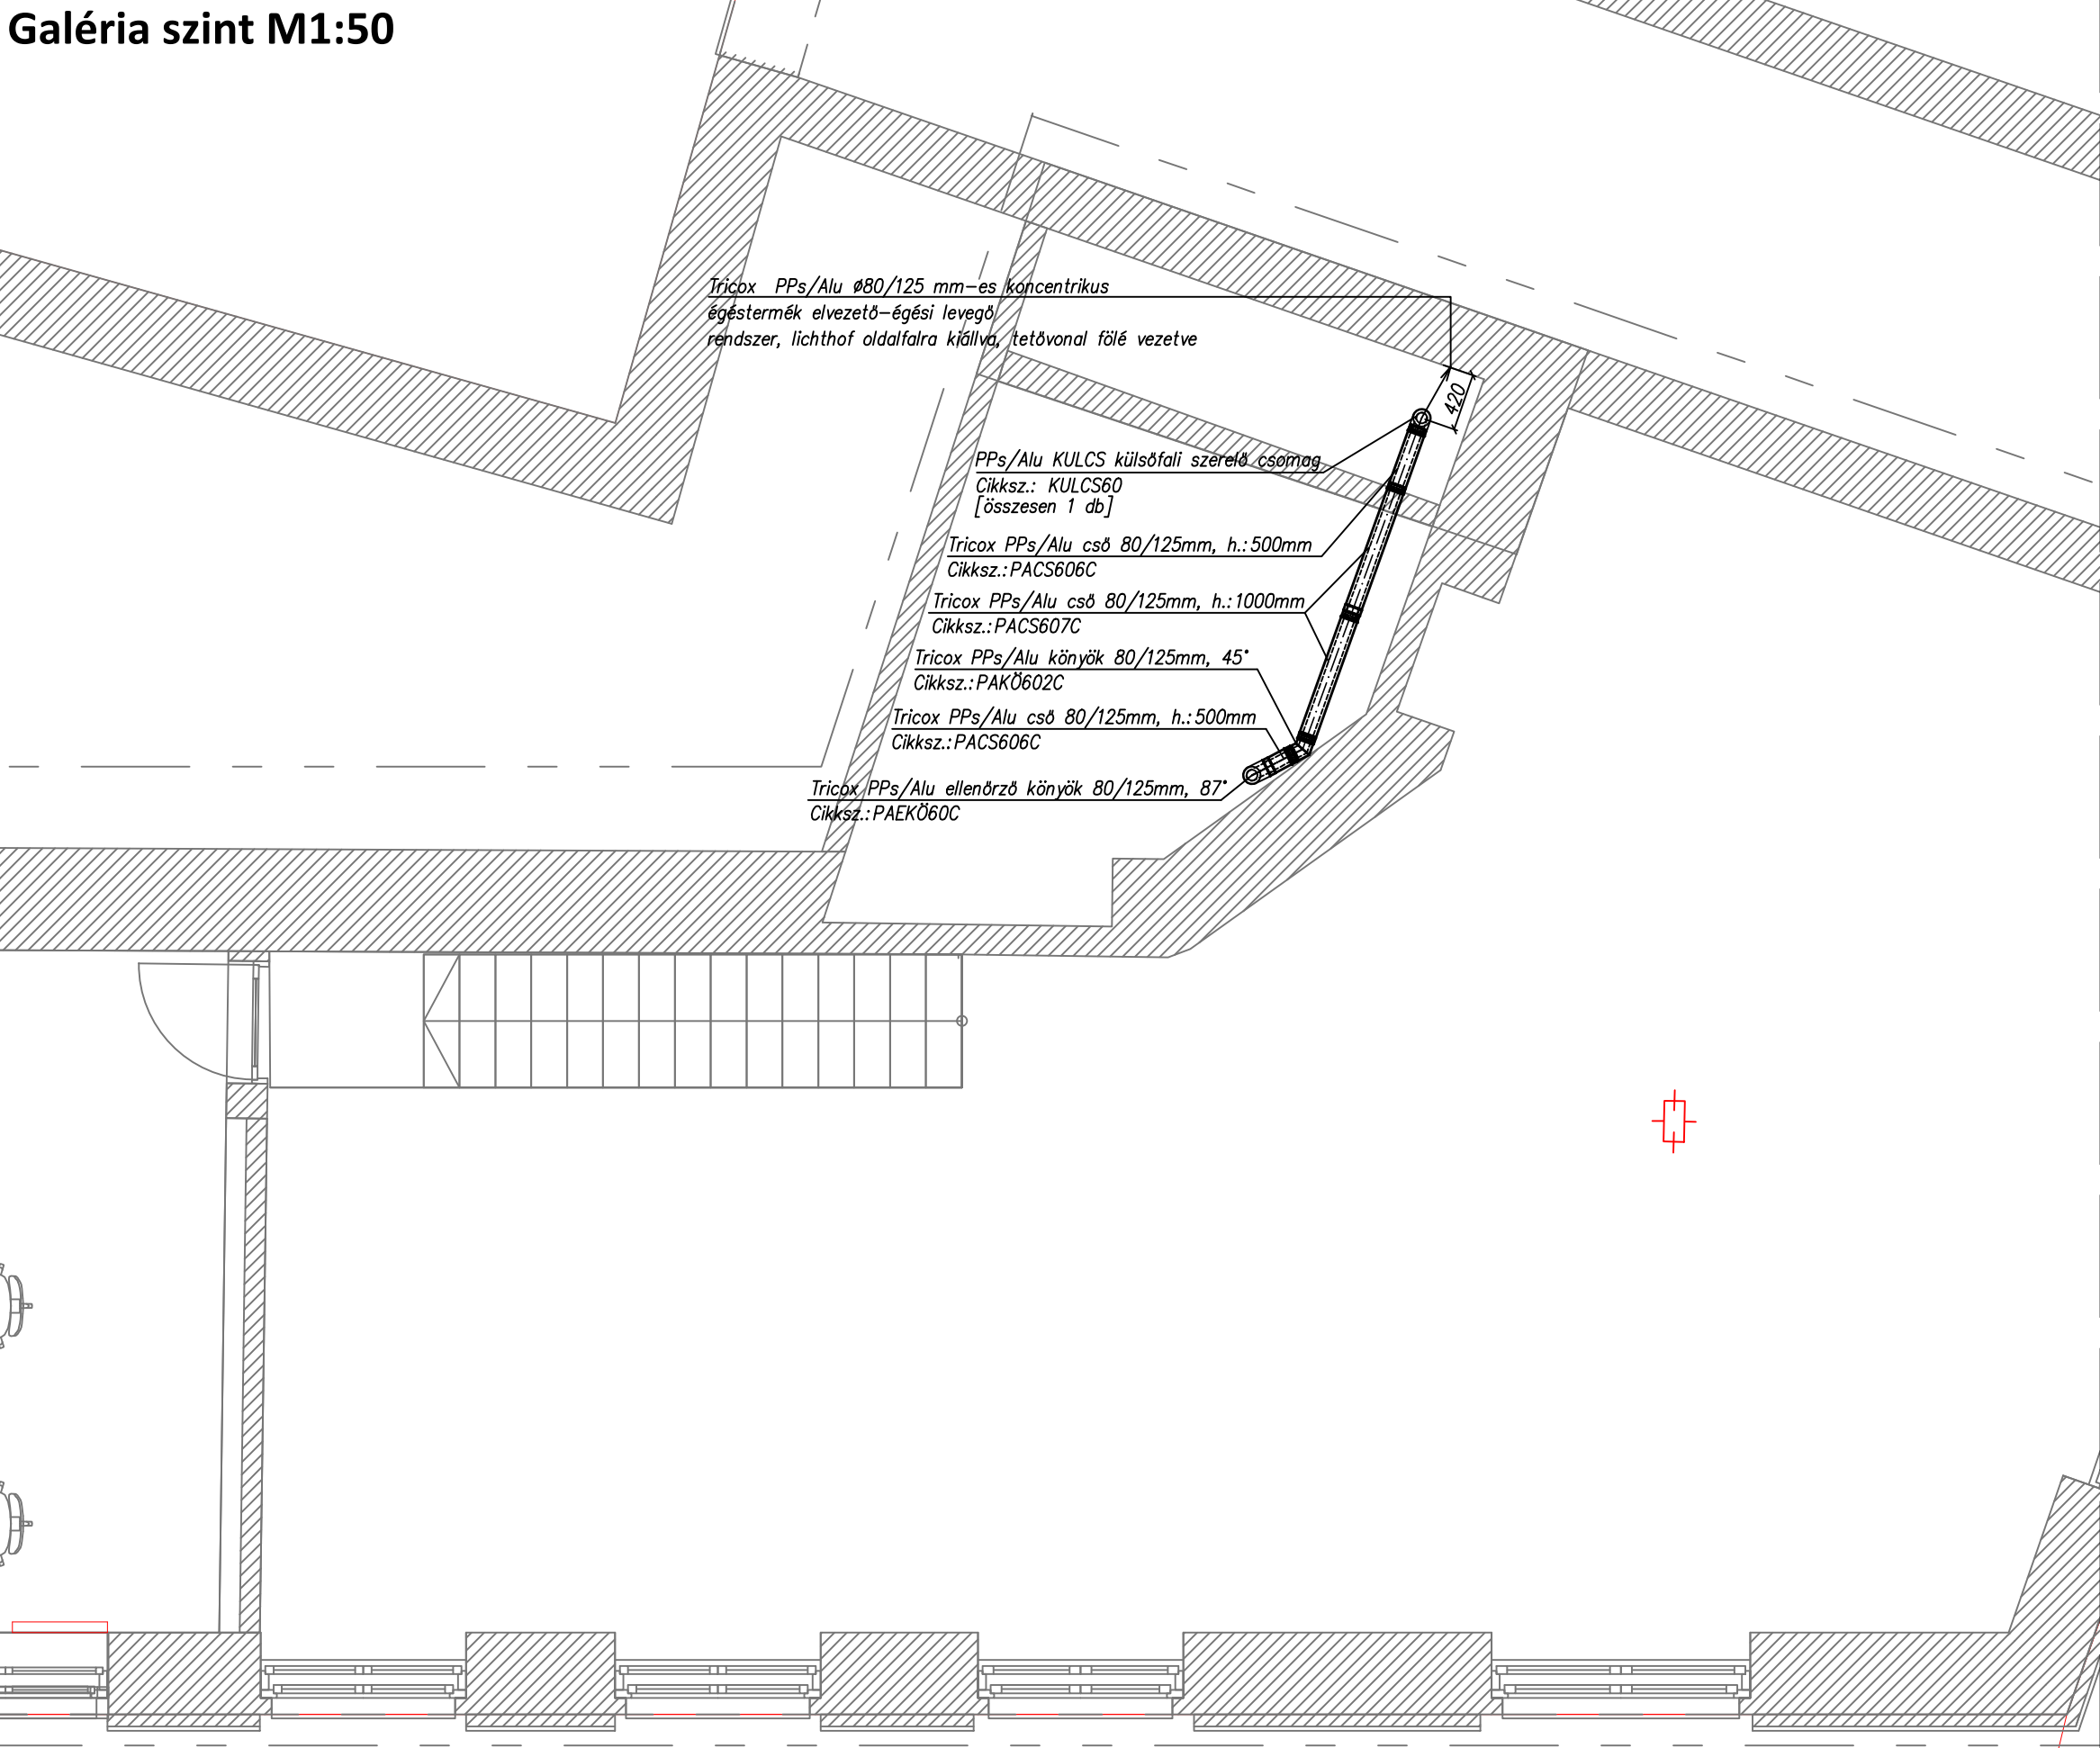 Galéria szint M1:50
Tricox PPs/Alu ø80/125 mm-es koncentrikus
égéstermék elvezető-égési levegő
rendszer, lichthof oldalfalra kiállva, tetővonal fölé vezetve
420
PPs/Alu KULCS külsőfali szerelő csomag
Cikksz.: KULCS60
[összesen 1 db]
Tricox PPs/Alu cső 80/125mm, h.:500mm
Cikksz.:PACS606C
Tricox PPs/Alu cső 80/125mm, h.:1000mm
Cikksz.:PACS607C
Tricox PPs/Alu könyök 80/125mm, 45°
Cikksz.:PAKÖ602C
Tricox PPs/Alu cső 80/125mm, h.:500mm
Cikksz.:PACS606C
Tricox PPs/Alu ellenőrző könyök 80/125mm, 87°
Cikksz.:PAEKÖ60C